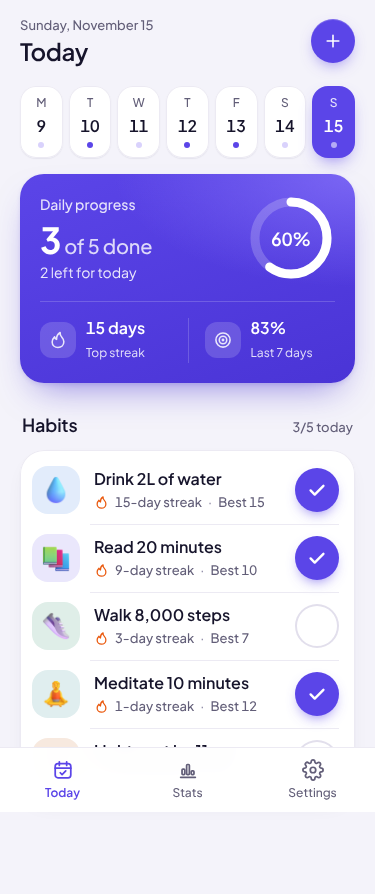 Sunday, November 15
Today
M T W T F S S
9 10 11 12 13 14 15
Daily progress
3 of 5 done
2 left for today
60%
15 days
Top streak
83%
Last 7 days
Habits
3/5 today
Drink 2L of water
15-day streak · Best 15
Read 20 minutes
9-day streak · Best 10
Walk 8,000 steps
3-day streak · Best 7
Meditate 10 minutes
1-day streak · Best 12
Today
Stats
Settings